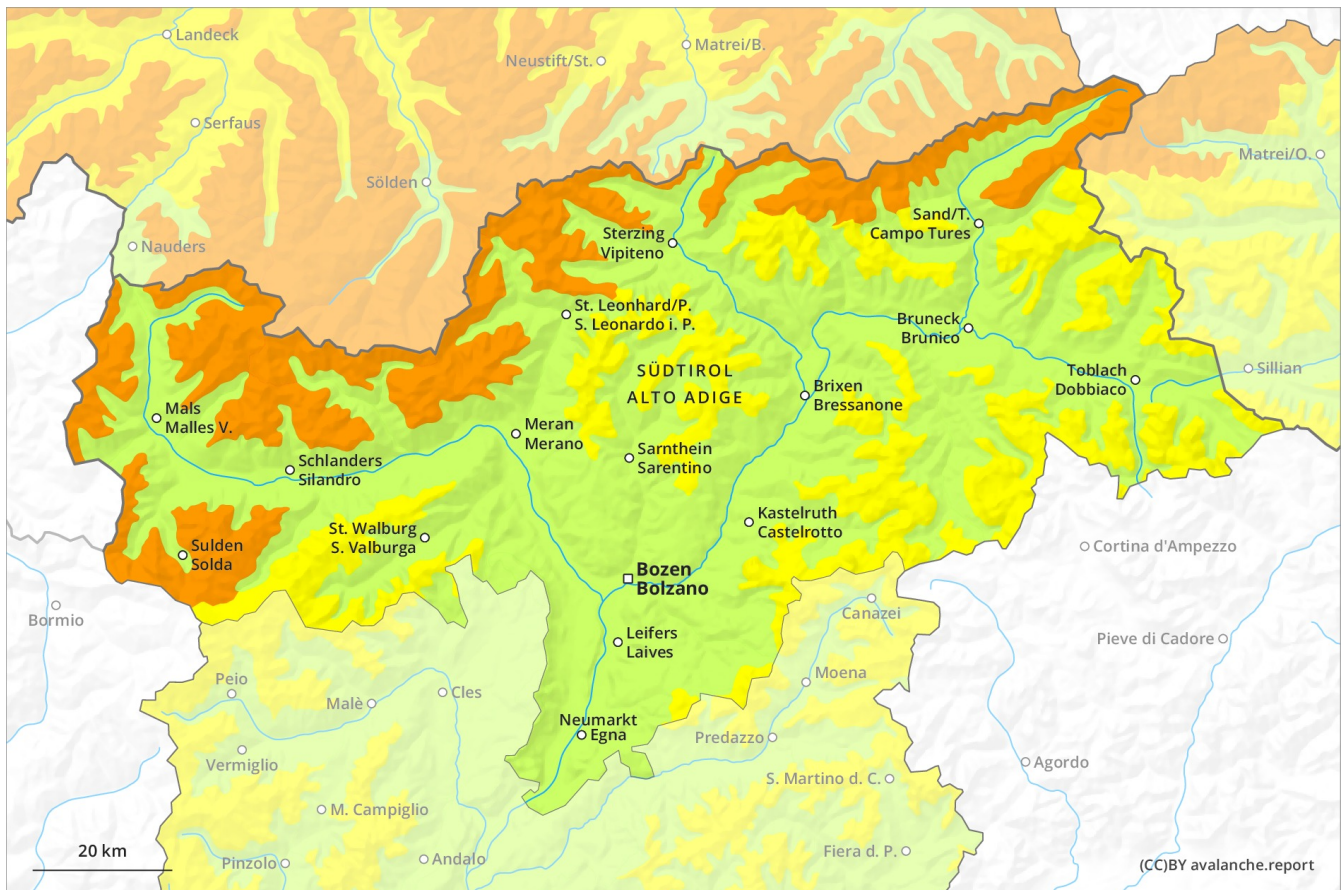 Landeck
Matrei/B.
Neustift/St.
Serfaus
Matrei/O.
Sölden
Sand/T.
Campo Tures
Nauders
Sterzing
Vipiteno
St. Leonhard/P.
S. Leonardo i. P.
Bruneck
Brunico
SÜDTIROL
ALTO ADIGE
Toblach
Dobbiaco
Sillian
Brixen
Bressanone
Mals
Malles V.
Meran
Merano
Sarnthein
Sarentino
Schlanders
Silandro
Kastelruth
Castelrotto
St. Walburg
S. Valburga
Sulden
Solda
Cortina d'Ampezzo
Bozen
Bolzano
Bormio
Canazei
Leifers
Laives
Pieve di Cadore
Peio
Moena
Malè
Cles
Neumarkt
Egna
Predazzo
Vermiglio
Agordo
S. Martino d. C.
M. Campiglio
20 km
Pinzolo
Andalo
Fiera d. P.
(CC)BY avalanche.report